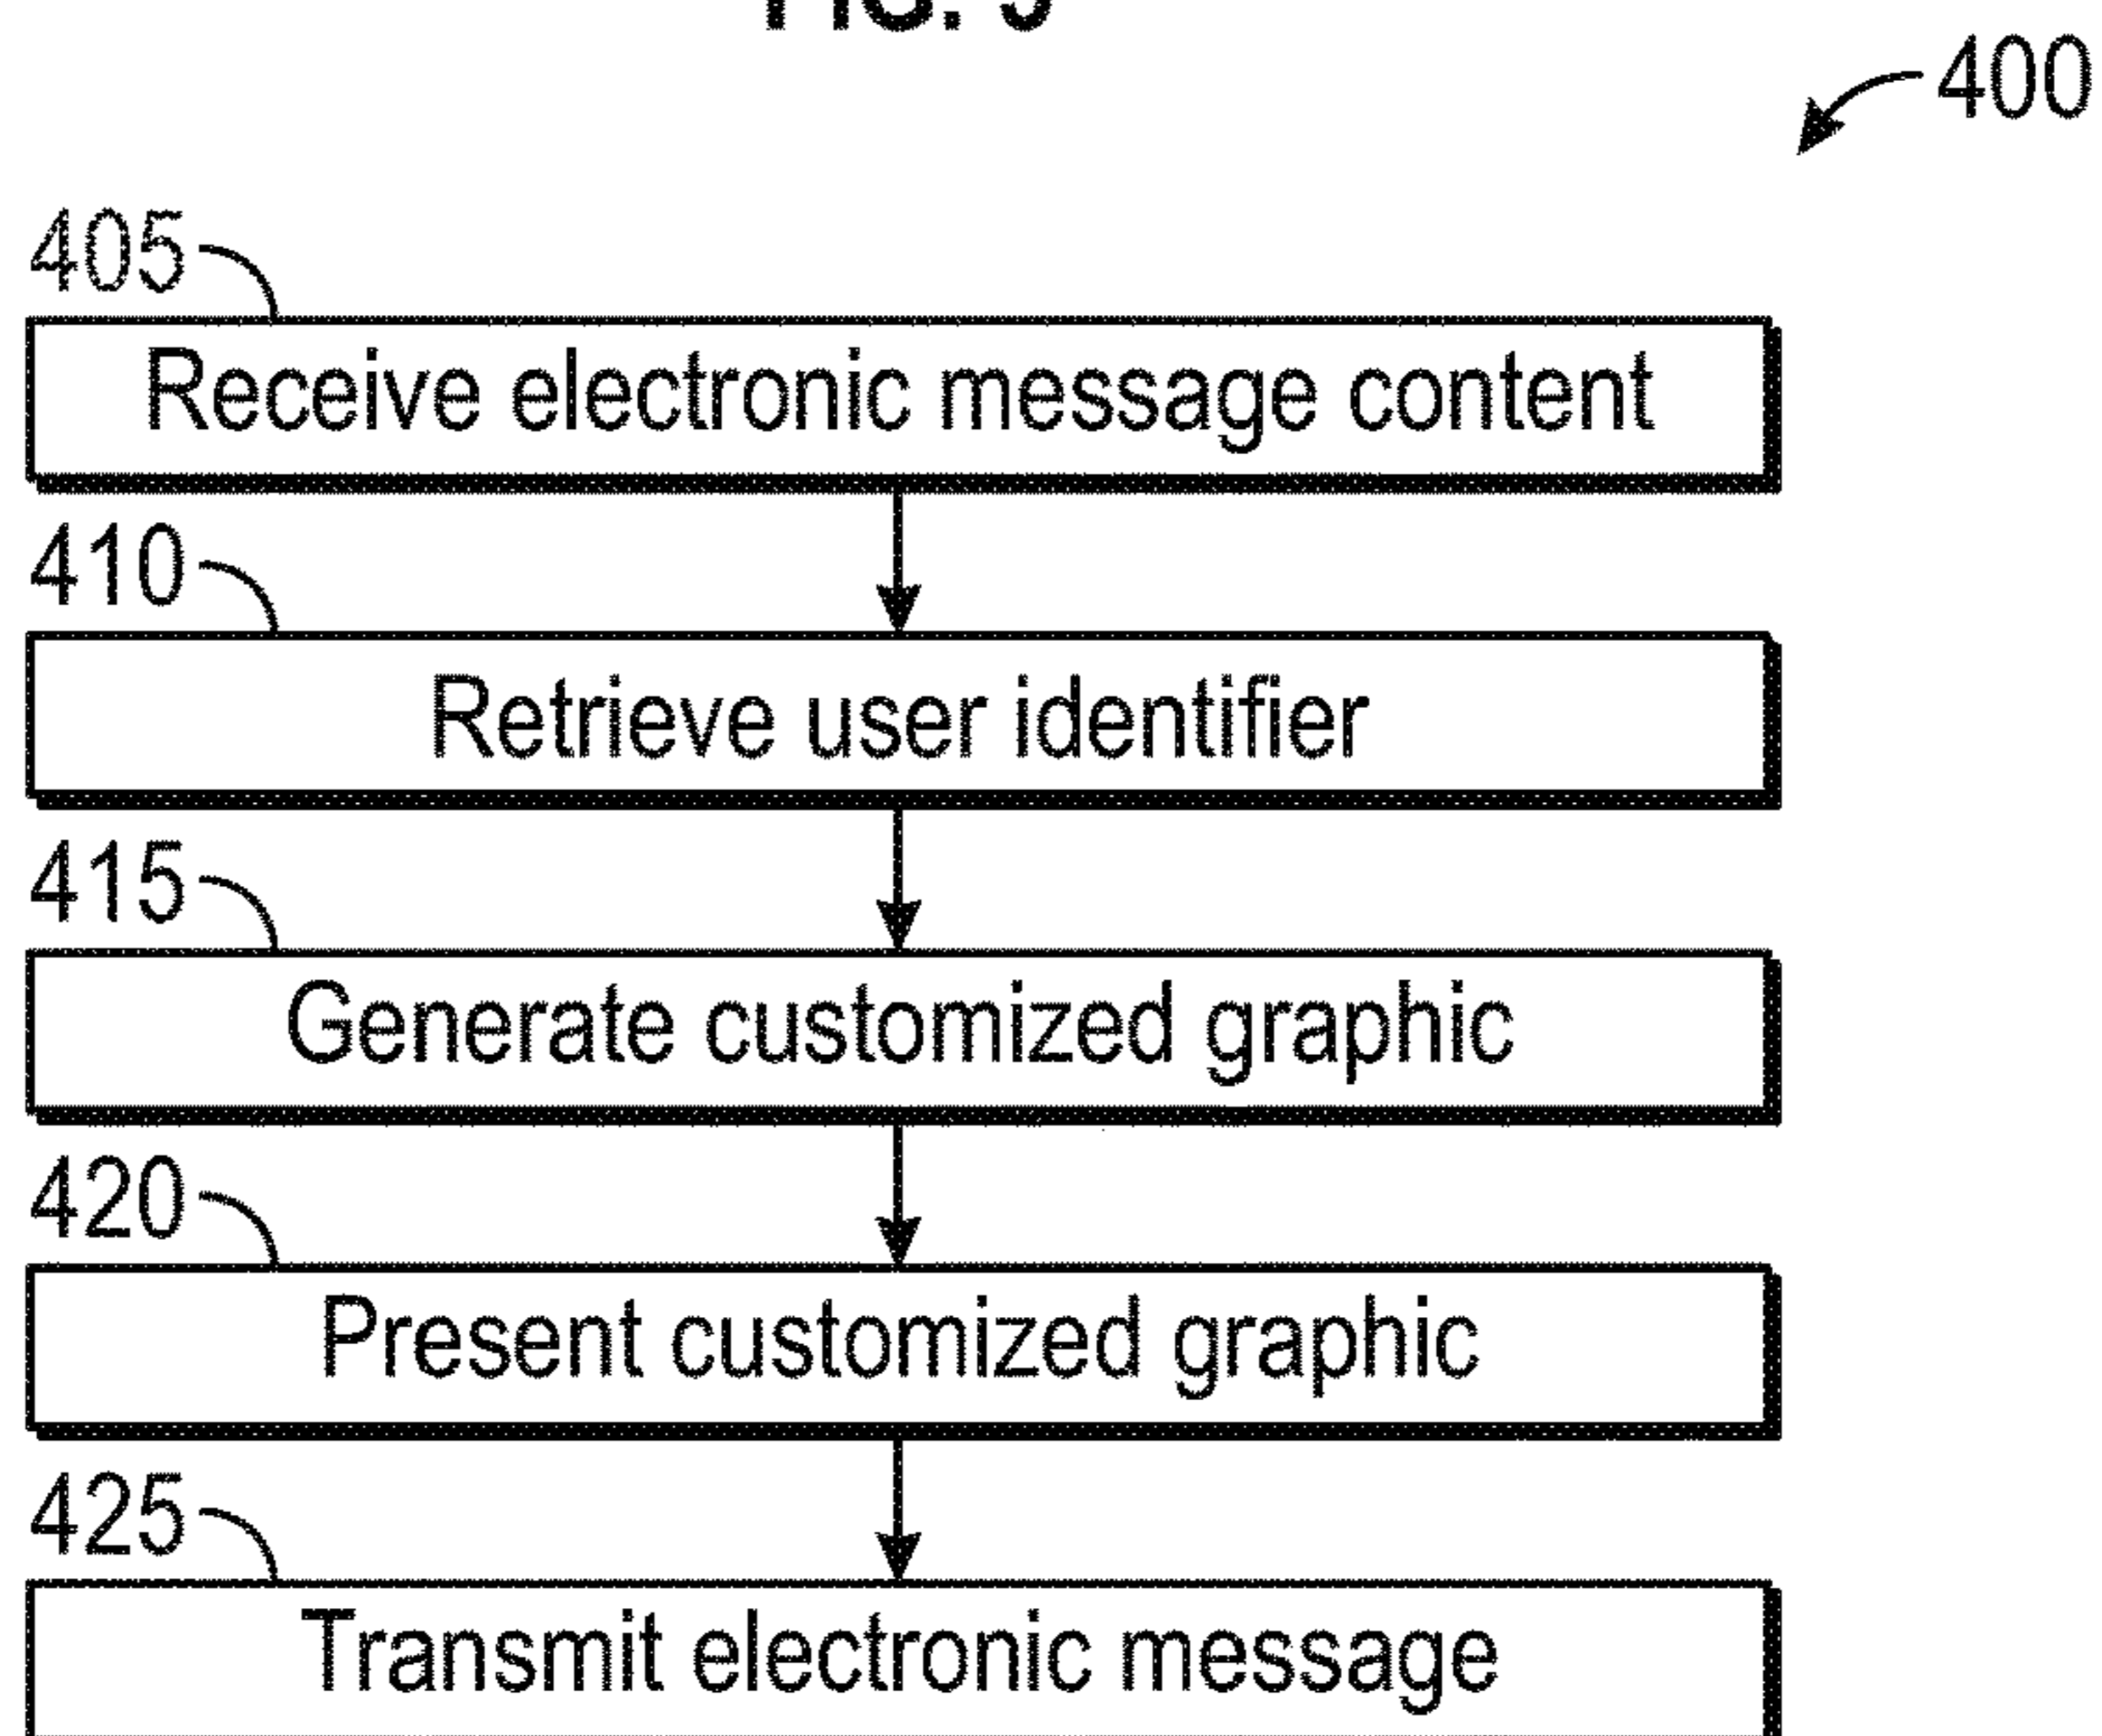 400
405
Receive electronic message content
410
Retrieve user identifier
415
Generate customized graphic
420
Present customized graphic
425
Transmit electronic message